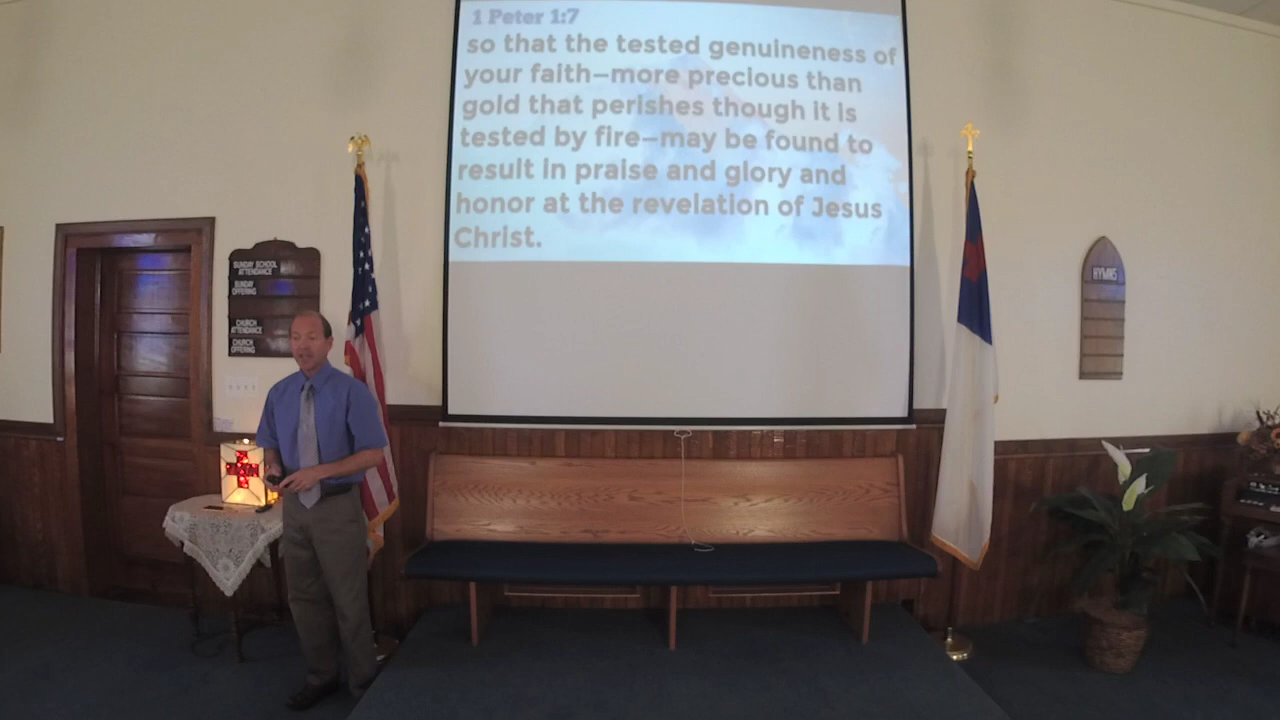 1 Peter 1:7
so that the tested genuineness of
your faith—more precious than
gold that perishes though it is
tested by fire—may be found to
result in praise and glory and
honor at the revelation of Jesus
Christ.
SUNDAY SCHOOL
ATTENDANCE
SUNDAY
OFFERING
CHURCH
ATTENDANCE
CHURCH
OFFERING
HYMNS